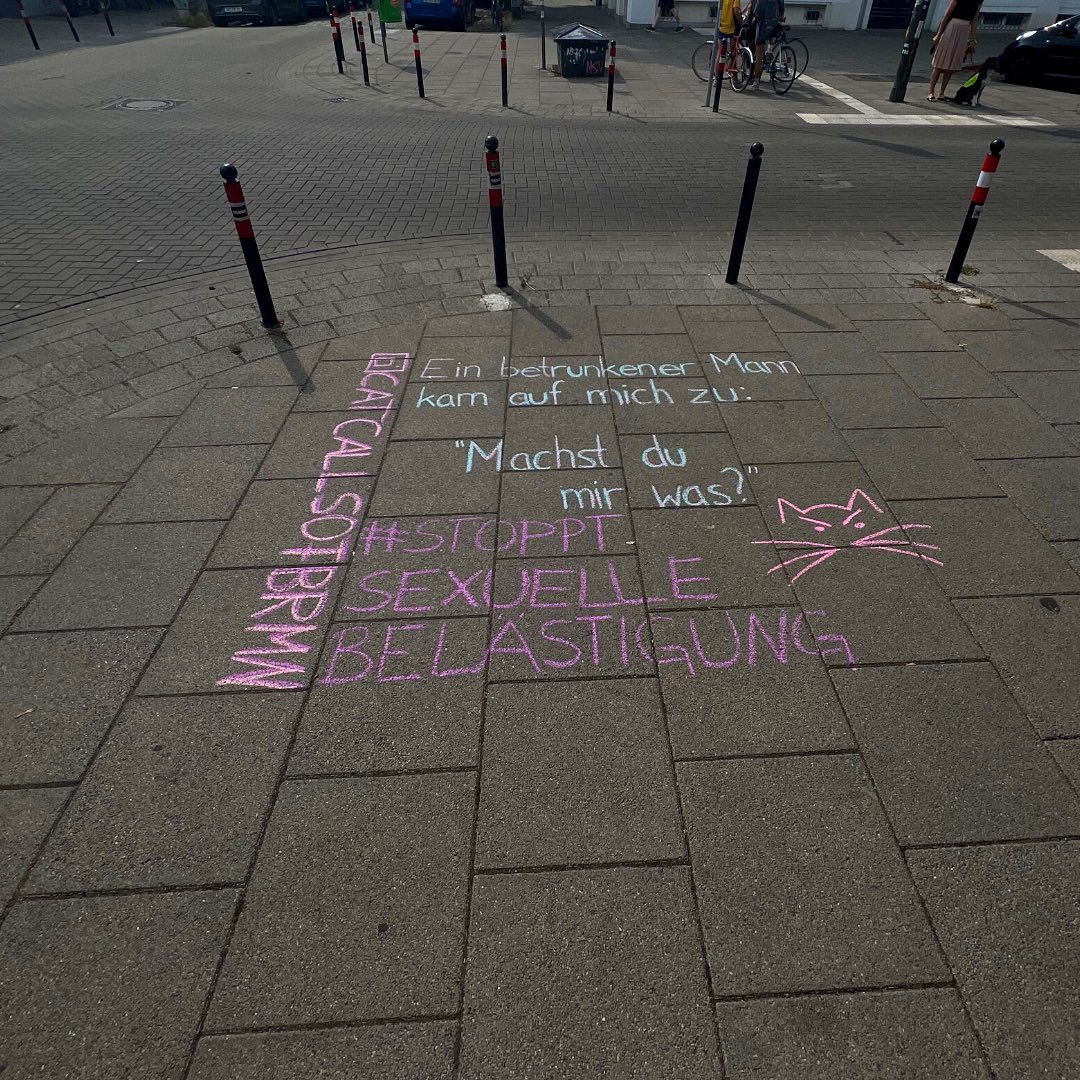 Ein betrunkener Mann
kam auf mich zu:
"Machst du
mir was?"
#STOPPT
SEXUELLE
BELÄSTIGUNG
CATCALLSOFBRMN